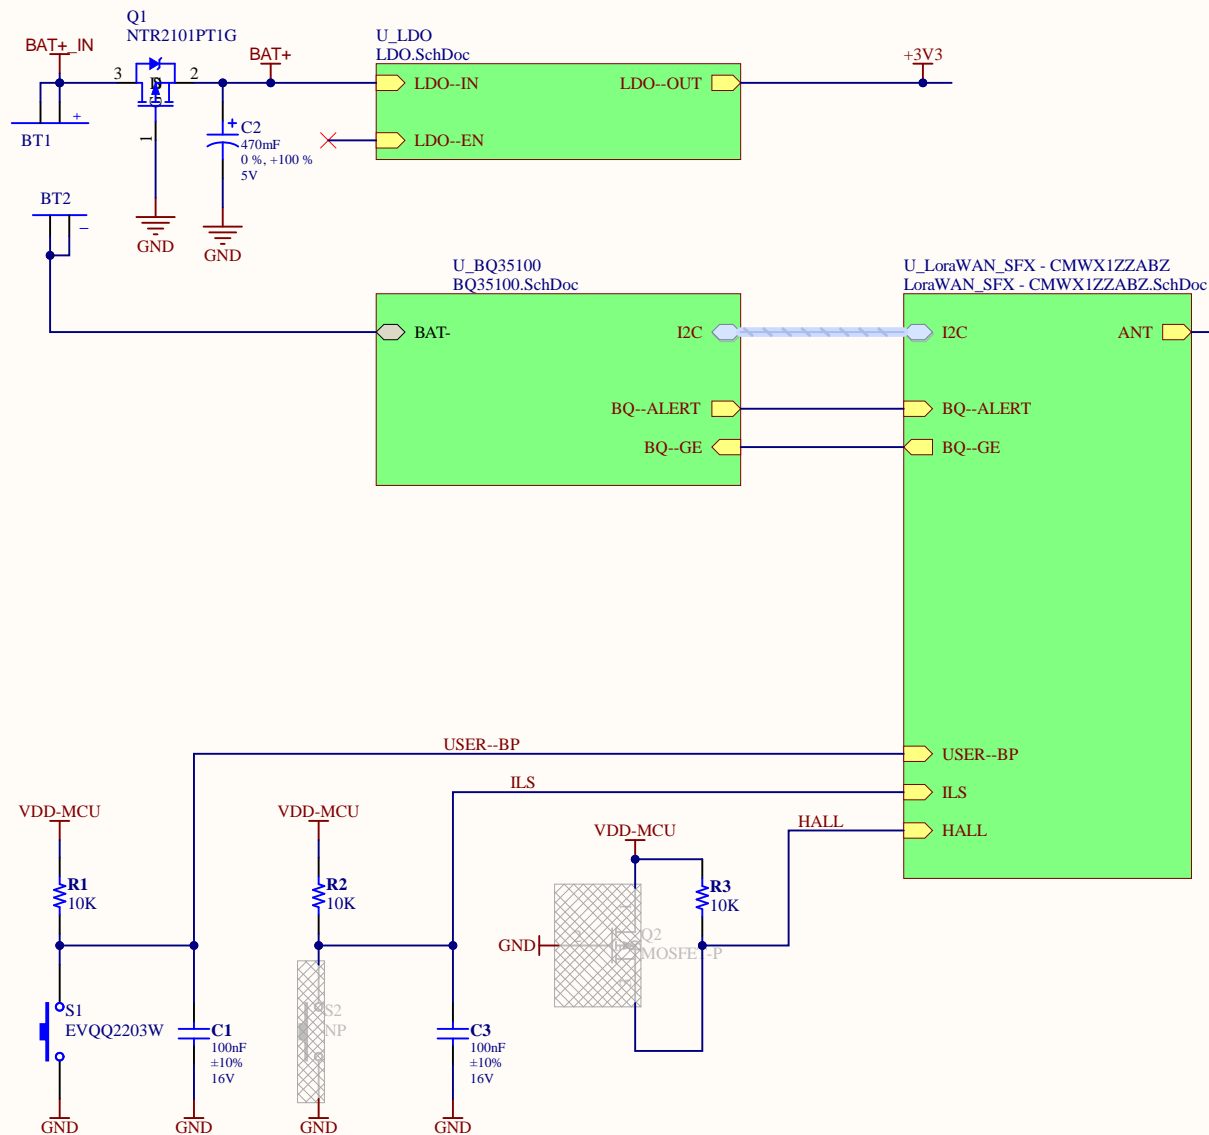 Q1
NTR2101PT1G
BAT+_IN
3
2
1
BAT+
+
BT1
+
C2
470mF
0 %, +100 %
5V
GND
GND
U_LDO
LDO.SchDoc
LDO--IN
LDO--OUT
LDO--EN
+3V3
BT2
−
U_BQ35100
BQ35100.SchDoc
BAT-
I2C
BQ--ALERT
BQ--GE
U_LoraWAN_SFX - CMWX1ZZABZ
LoraWAN_SFX - CMWX1ZZABZ.SchDoc
I2C
ANT
BQ--ALERT
BQ--GE
USER--BP
USER--BP
ILS
ILS
HALL
HALL
VDD-MCU
R1
10K
S1
EVQQ2203W
C1
100nF
±10%
16V
GND
GND
VDD-MCU
R2
10K
S2
NP
C3
100nF
±10%
16V
GND
GND
VDD-MCU
R3
10K
GND
2
Q2
MOSFET-P